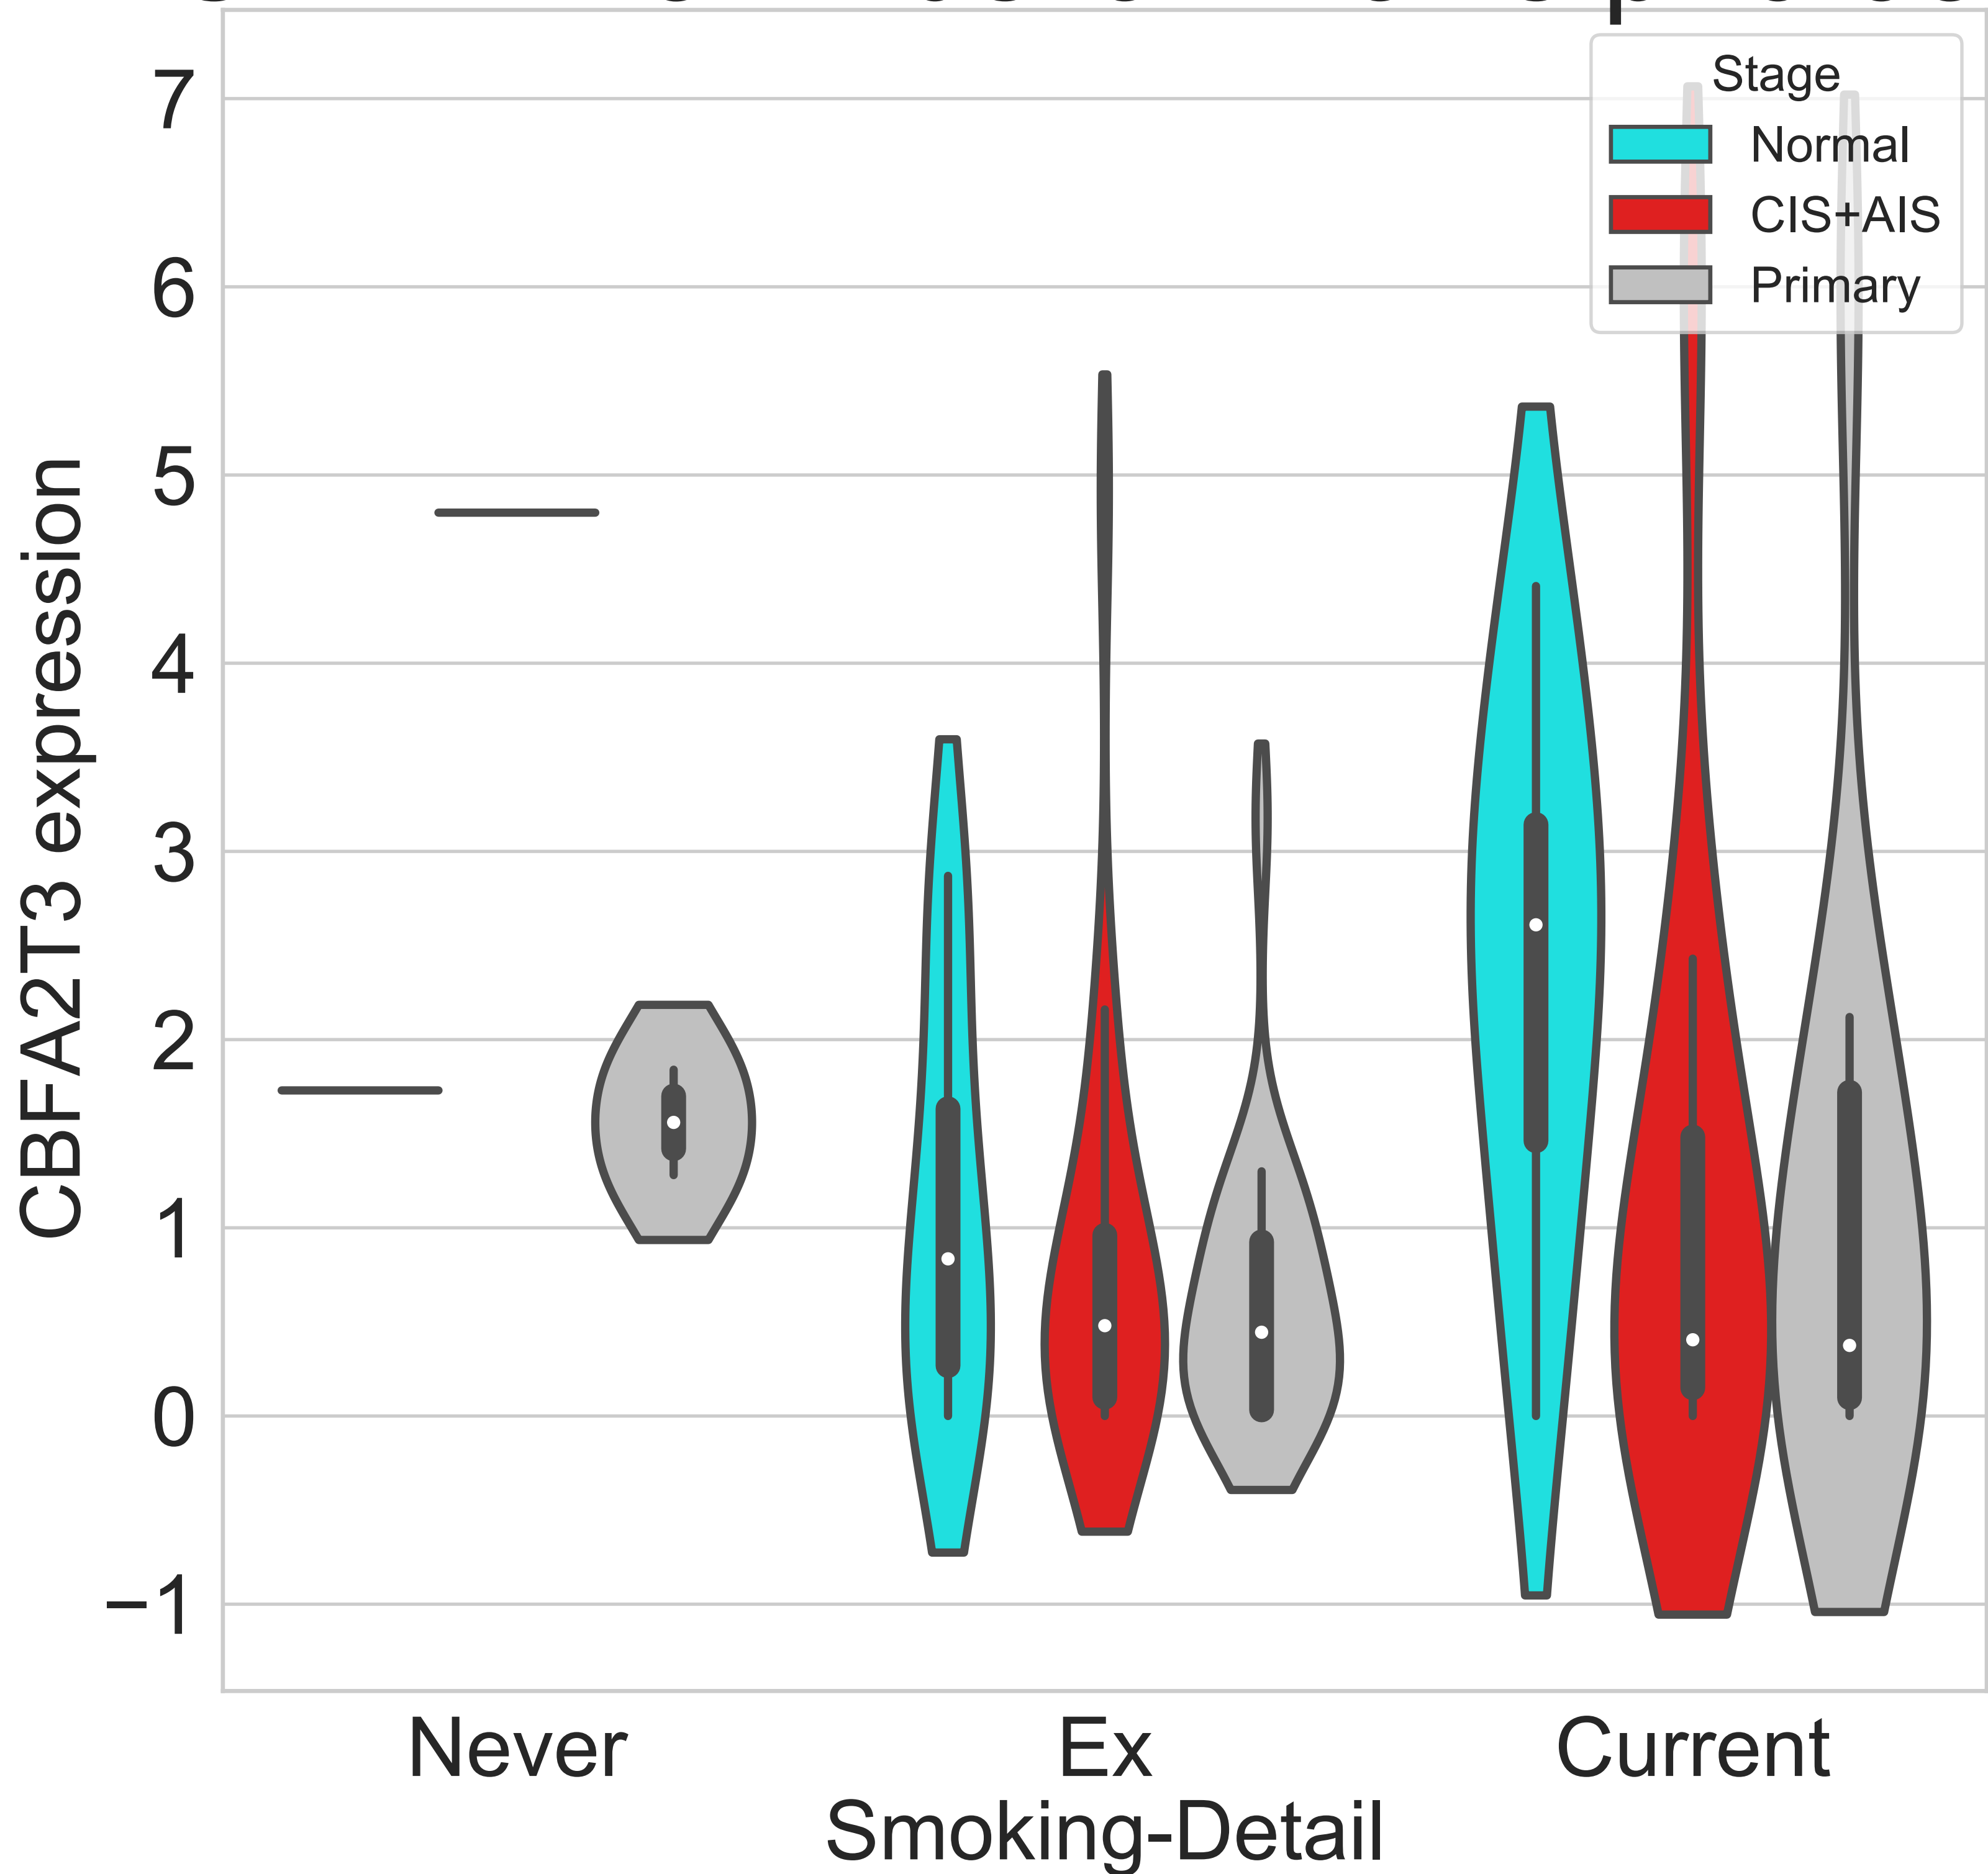 Stage
Normal
CIS+AIS
Primary
7
6
5
4
3
2
1
0
−1
CBFA2T3 expression
Never
Ex
Current
Smoking-Detail